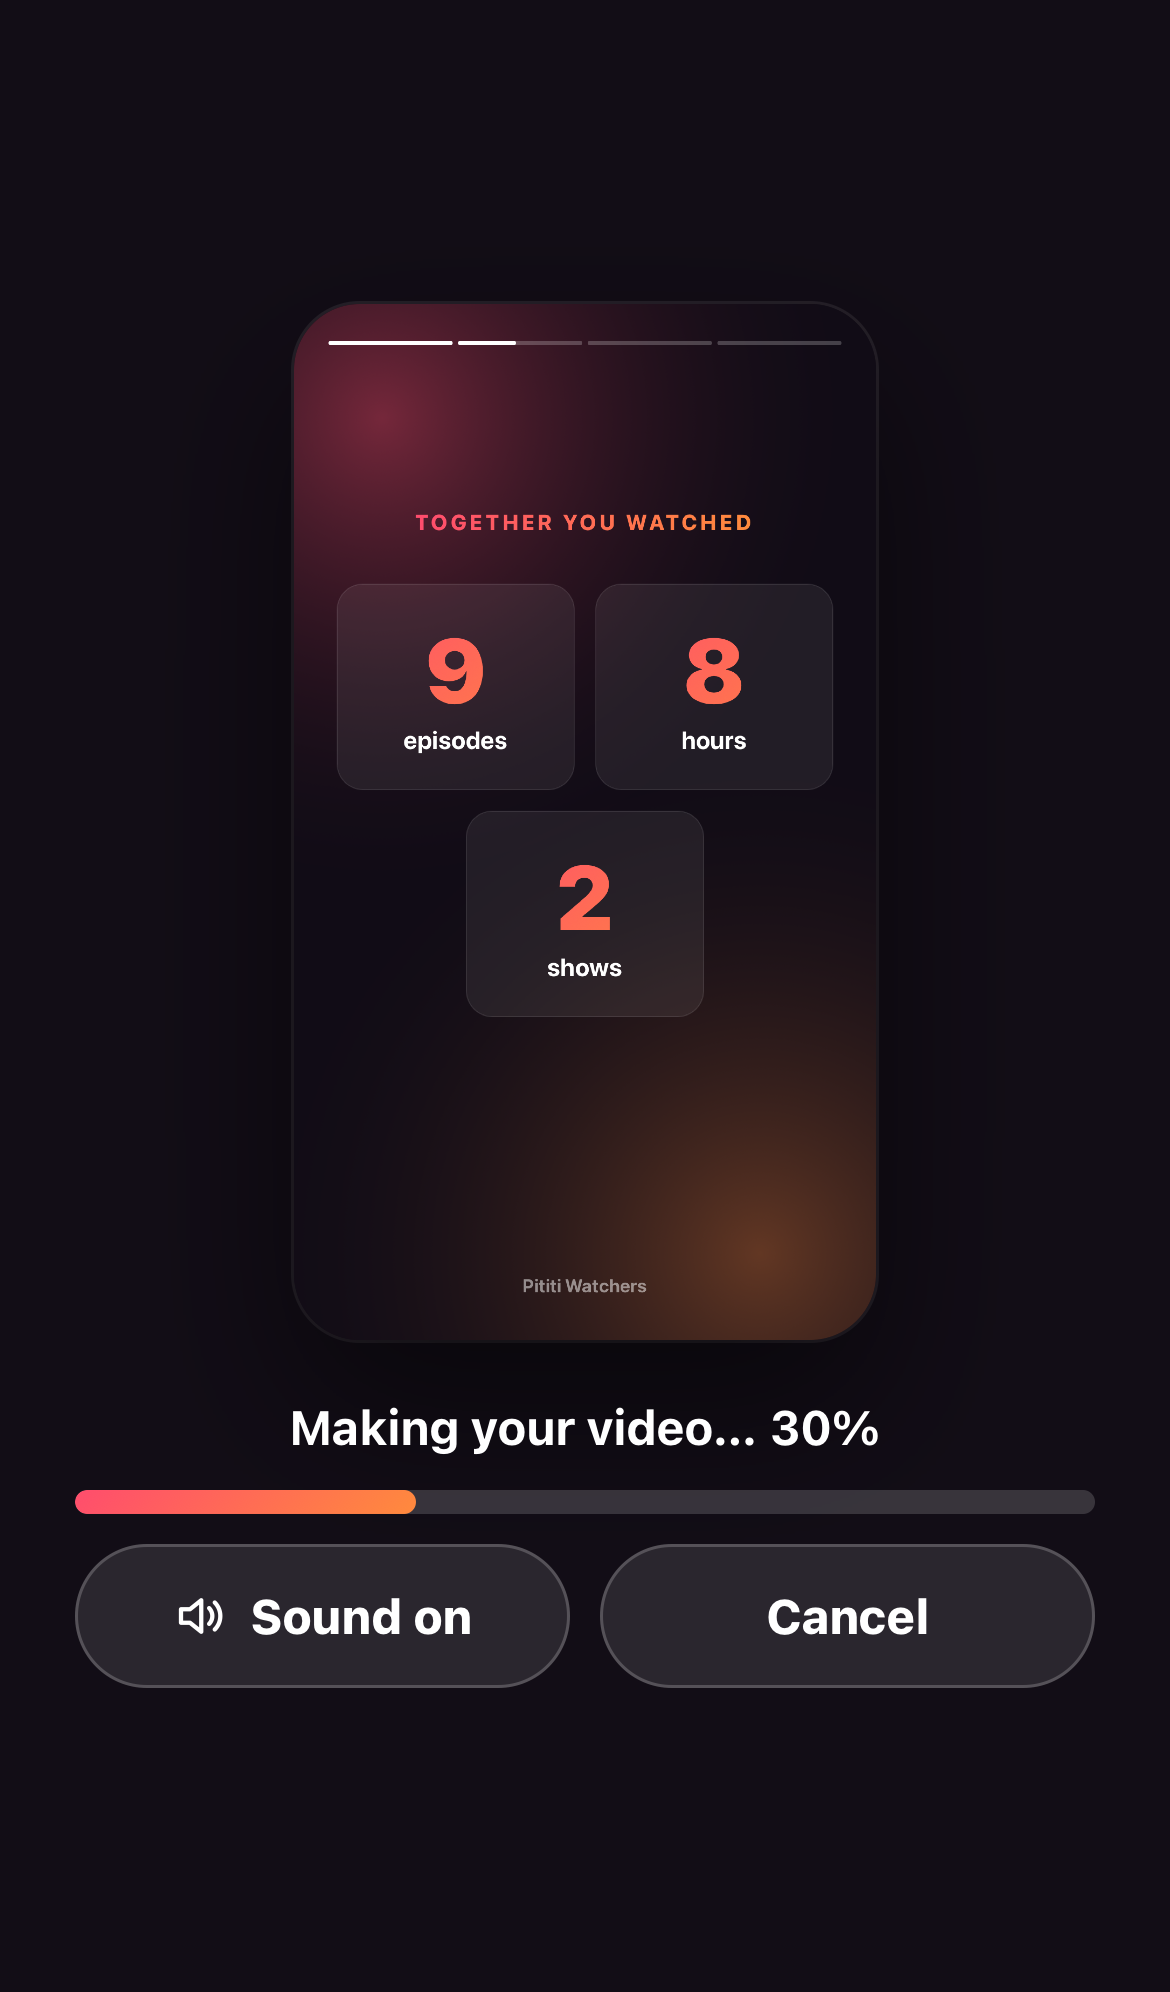 TOGETHER YOU WATCHED
9
episodes
8
hours
2
shows
Pititi Watchers
Making your video... 30%
Sound on
Cancel